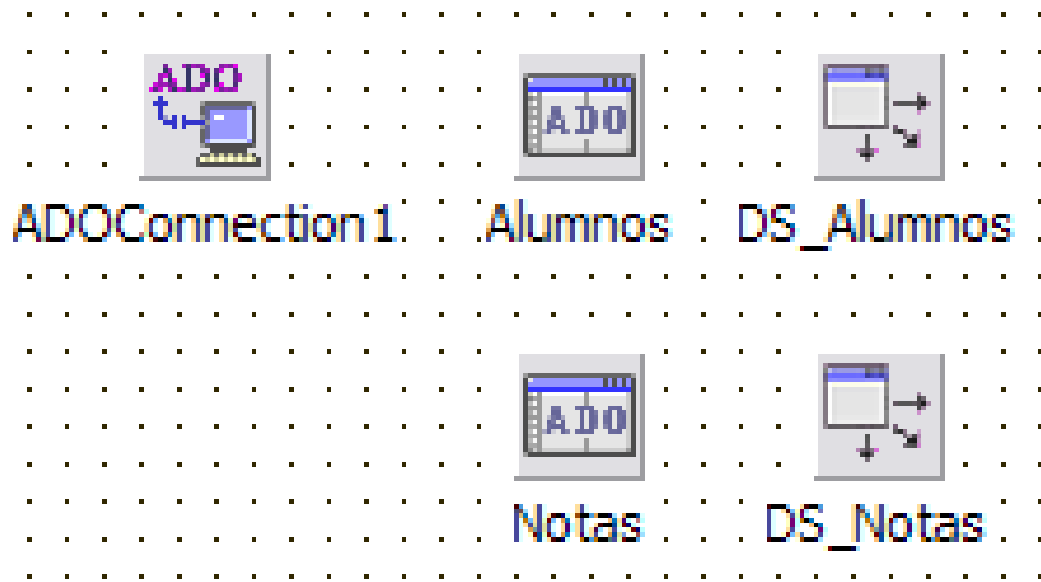 ADO
ADO
ADOConnection1
Alumnos
DS_Alumnos
ADO
Notas
DS_Notas